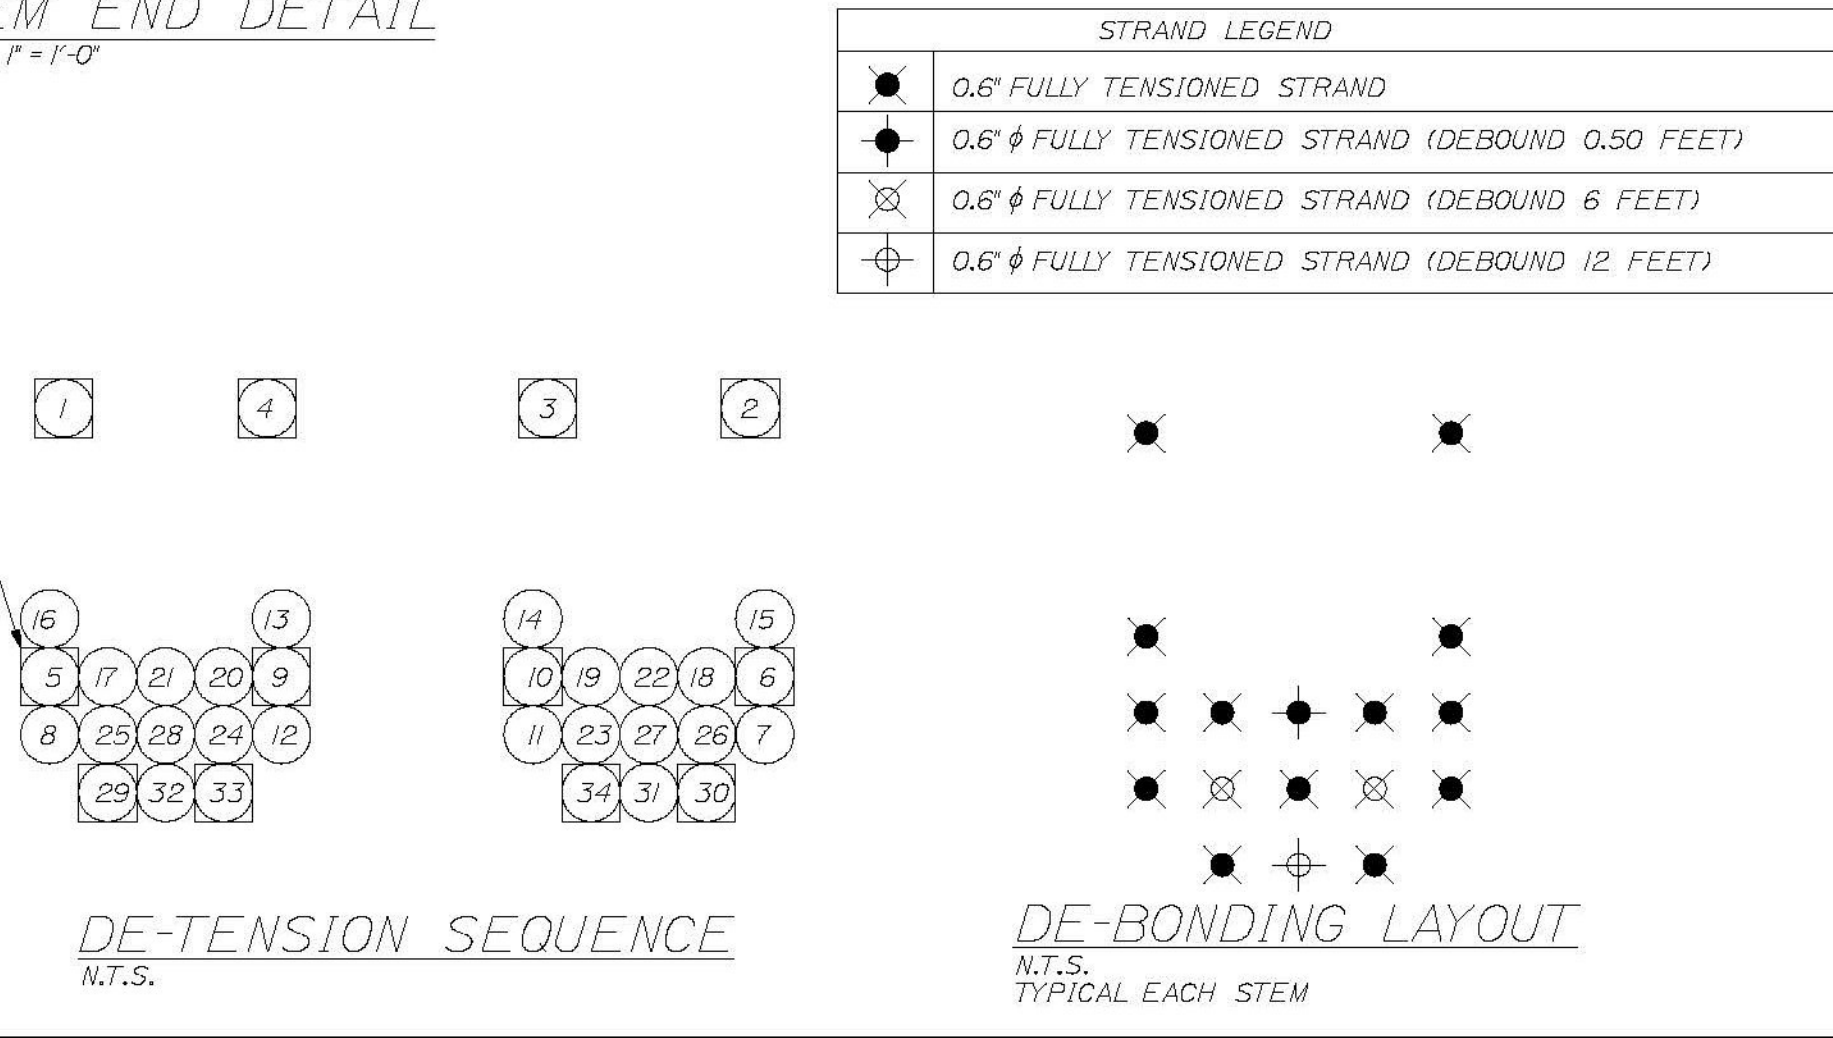 EM END DETAIL
1" = 1'-0"
STRAND LEGEND
0.6" FULLY TENSIONED STRAND
0.6" ϕ FULLY TENSIONED STRAND (DEBOUND 0.50 FEET)
0.6" ϕ FULLY TENSIONED STRAND (DEBOUND 6 FEET)
0.6" ϕ FULLY TENSIONED STRAND (DEBOUND 12 FEET)
1 4 3 2
16 13 14 15
5 17 21 20 9 10 19 22 18 6
8 25 28 24 12 11 23 27 26 7
29 32 33 34 31 30
DE-TENSION SEQUENCE
N.T.S.
DE-BONDING LAYOUT
N.T.S.
TYPICAL EACH STEM